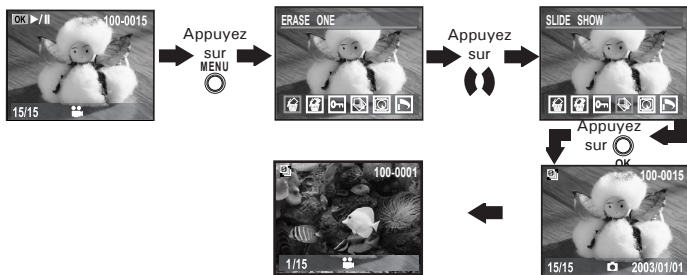 OK ▶/II 100-0015
15/15
Appuyez
sur
MENU
ERASE ONE
Appuyez
sur
SLIDE SHOW
Appuyez
sur
OK
100-0015
15/15 2003/01/01
100-0001
1/15